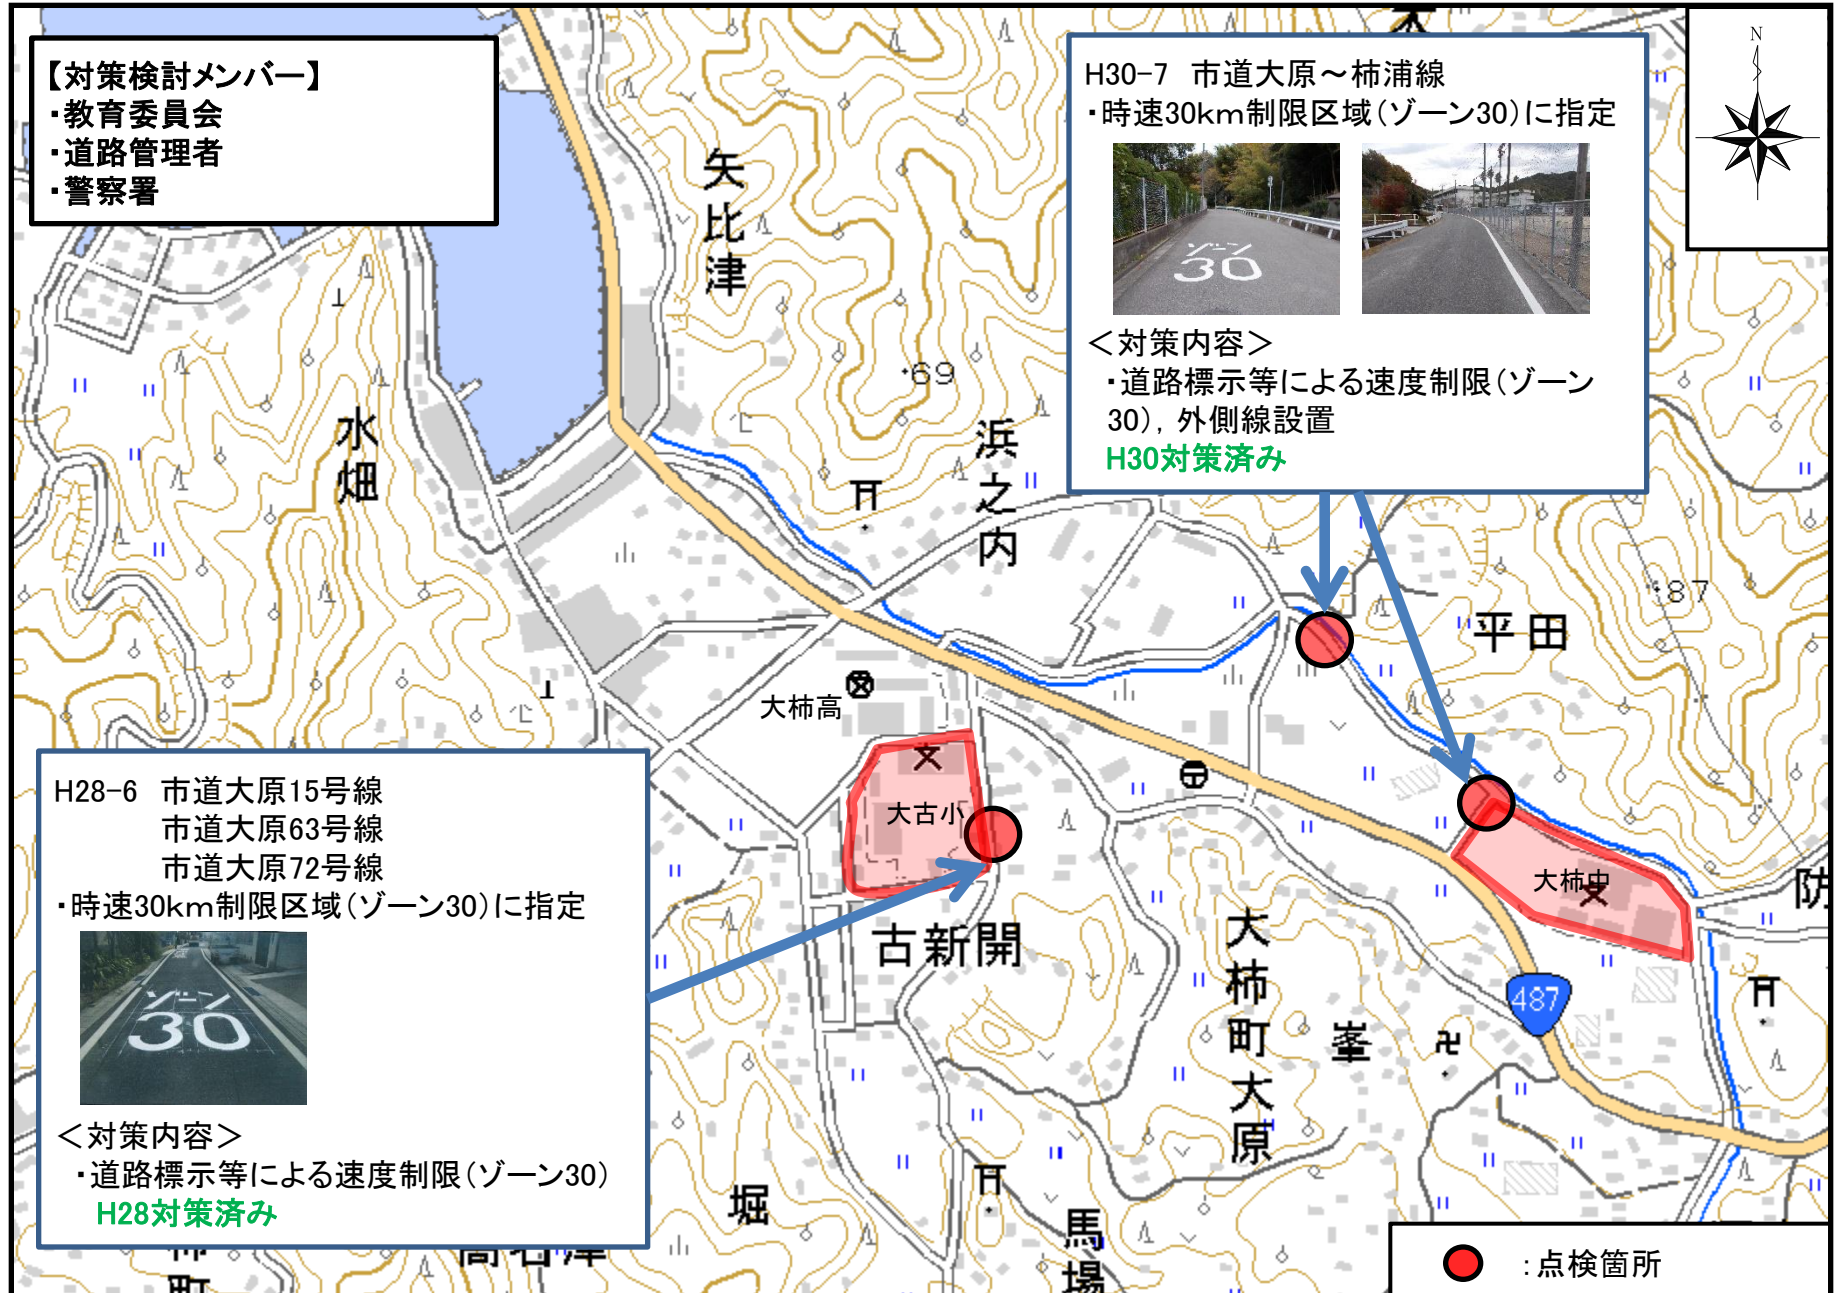 【対策検討メンバー】
・教育委員会
・道路管理者
・警察署
H30-7 市道大原～柿浦線
・時速30km制限区域(ゾーン30)に指定
ゾーン
30
＜対策内容＞
・道路標示等による速度制限(ゾーン
30), 外側線設置
H30対策済み
N
矢比津
69
水畑
浜之内
87
平田
大柿高
大古小
大柿中
古新開
大柿町大原
峯
487
防
H28-6 市道大原15号線
市道大原63号線
市道大原72号線
・時速30km制限区域(ゾーン30)に指定
ゾーン
30
＜対策内容＞
・道路標示等による速度制限(ゾーン30)
H28対策済み
堀
馬場
町
:点検箇所